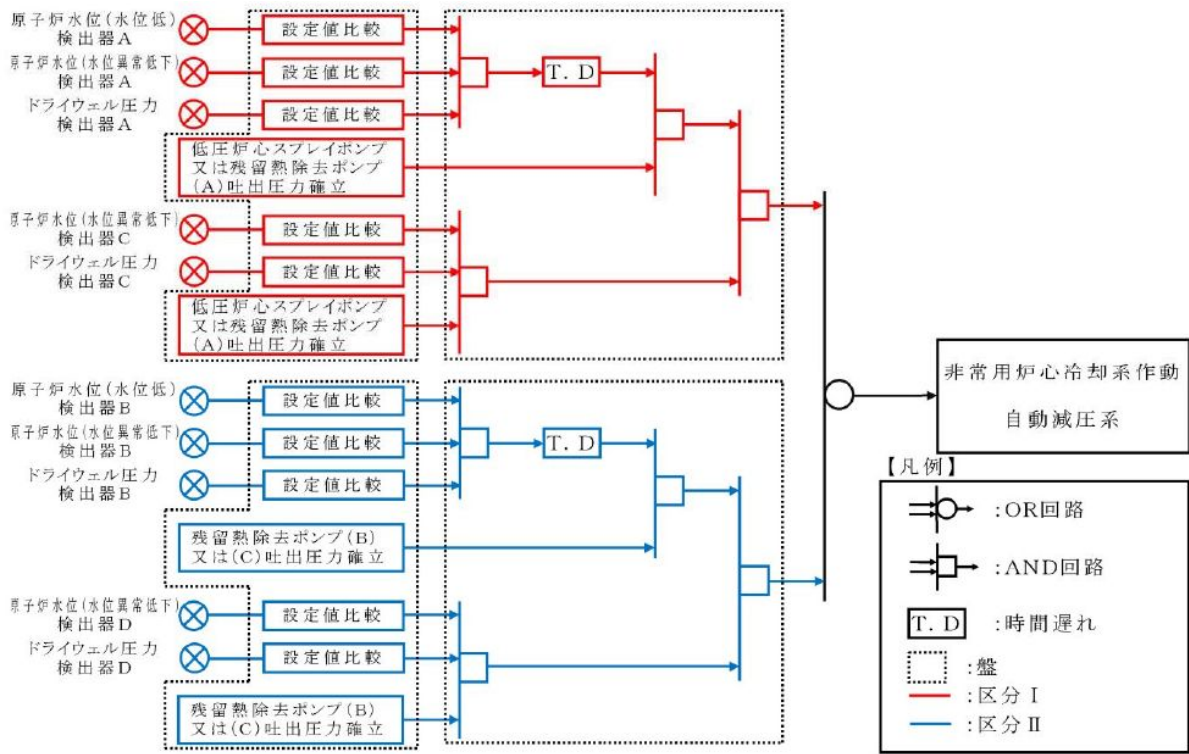 原子炉水位(水位低)
検出器A
設定値比較
原子炉水位(水位異常低下)
検出器A
設定値比較
T. D
ドライウェル圧力
検出器A
設定値比較
低圧炉心スプレイポンプ
又は残留熱除去ポンプ
(A)吐出圧力確立
原子炉水位(水位異常低下)
検出器C
設定値比較
ドライウェル圧力
検出器C
設定値比較
低圧炉心スプレイポンプ
又は残留熱除去ポンプ
(A)吐出圧力確立
原子炉水位(水位低)
検出器B
設定値比較
原子炉水位(水位異常低下)
検出器B
設定値比較
T. D
ドライウェル圧力
検出器B
設定値比較
残留熱除去ポンプ(B)
又は(C)吐出圧力確立
原子炉水位(水位異常低下)
検出器D
設定値比較
ドライウェル圧力
検出器D
設定値比較
残留熱除去ポンプ(B)
又は(C)吐出圧力確立
非常用炉心冷却系作動
自動減圧系
【凡例】
:OR回路
:AND回路
T. D :時間遅れ
:盤
:区分Ⅰ
:区分Ⅱ